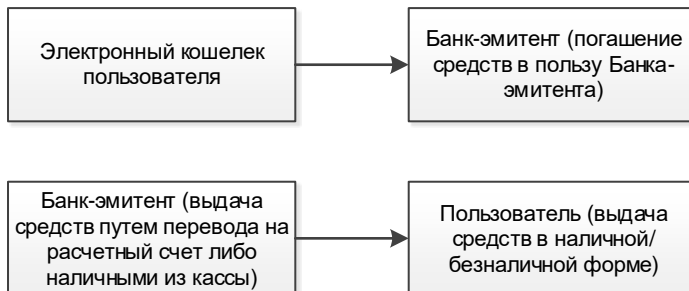 Электронный кошелек
пользователя
Банк-эмитент (погашение
средств в пользу Банка-
эмитента)
Банк-эмитент (выдача
средств путем перевода на
расчетный счет либо
наличными из кассы)
Пользователь (выдача
средств в наличной/
безналичной форме)